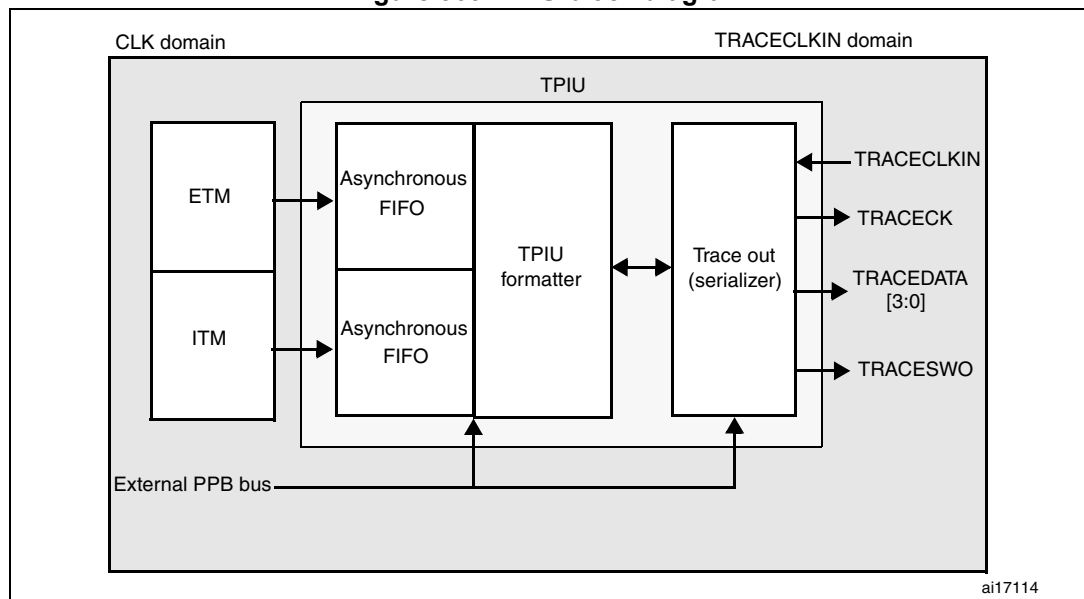 CLK domain
TRACECLKIN domain
TPIU
ETM
ITM
Asynchronous
FIFO
Asynchronous
FIFO
TPIU
formatter
Trace out
(serializer)
TRACECLKIN
TRACECK
TRACEDATA
[3:0]
TRACESWO
External PPB bus
ai17114